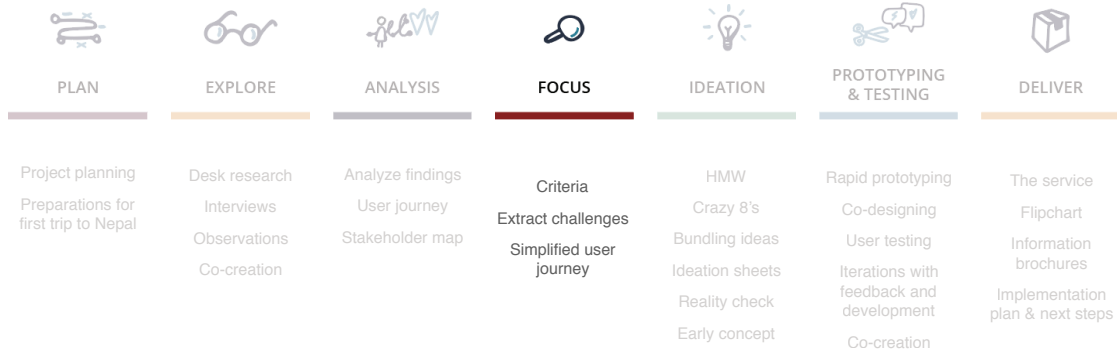 PLAN
EXPLORE
ANALYSIS
FOCUS
IDEATION
PROTOTYPING
& TESTING
DELIVER
Project planning
Preparations for
first trip to Nepal
Desk research
Interviews
Observations
Co-creation
Analyze findings
User journey
Stakeholder map
Criteria
Extract challenges
Simplified user
journey
HMW
Crazy 8's
Bundling ideas
Ideation sheets
Reality check
Early concept
Rapid prototyping
Co-designing
User testing
Iterations with
feedback and
development
Co-creation
The service
Flipchart
Information
brochures
Implementation
plan & next steps